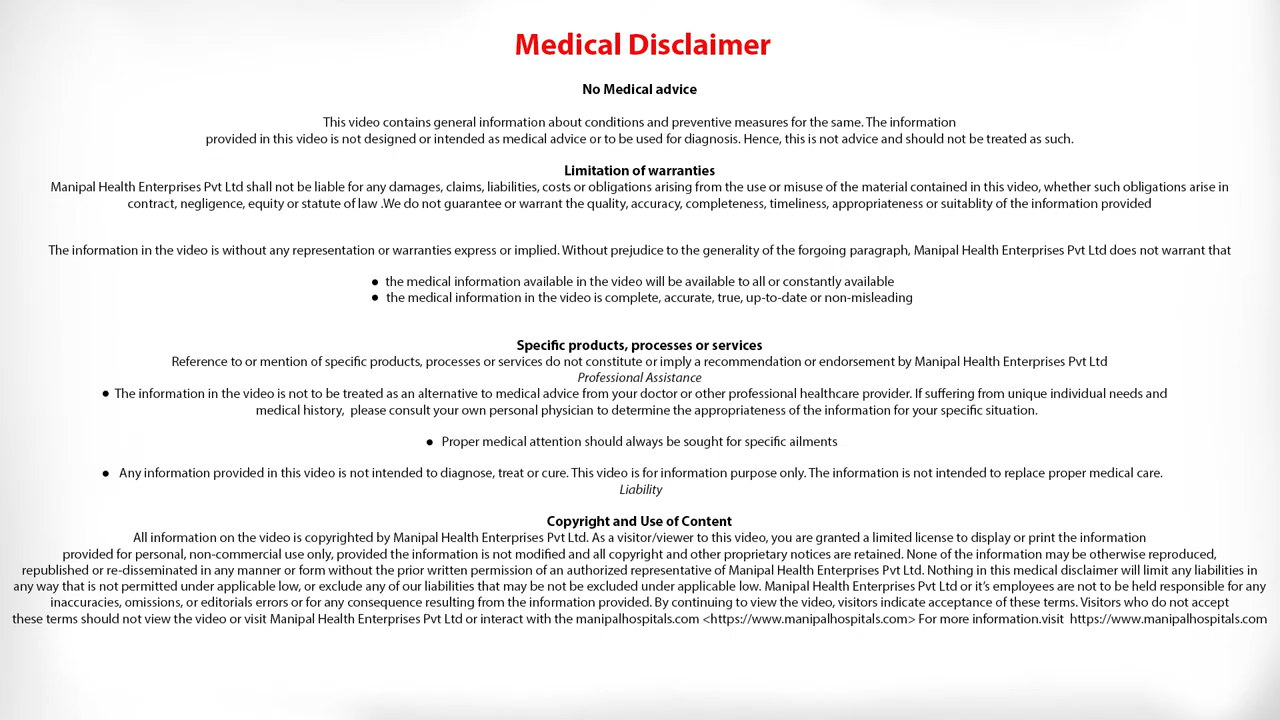 Medical Disclaimer
No Medical advice
This video contains general information about conditions and preventive measures for the same. The information
provided in this video is not designed or intended as medical advice or to be used for diagnosis. Hence, this is not advice and should not be treated as such.
Limitation of warranties
Manipal Health Enterprises Pvt Ltd shall not be liable for any damages, claims, liabilities, costs or obligations arising from the use or misuse of the material contained in this video, whether such obligations arise in
contract, negligence, equity or statute of law .We do not guarantee or warrant the quality, accuracy, completeness, timeliness, appropriateness or suitablity of the information provided
The information in the video is without any representation or warranties express or implied. Without prejudice to the generality of the forgoing paragraph, Manipal Health Enterprises Pvt Ltd does not warrant that
● the medical information available in the video will be available to all or constantly available
● the medical information in the video is complete, accurate, true, up-to-date or non-misleading
Specific products, processes or services
Reference to or mention of specific products, processes or services do not constitute or imply a recommendation or endorsement by Manipal Health Enterprises Pvt Ltd
Professional Assistance
● The information in the video is not to be treated as an alternative to medical advice from your doctor or other professional healthcare provider. If suffering from unique individual needs and
medical history, please consult your own personal physician to determine the appropriateness of the information for your specific situation.
● Proper medical attention should always be sought for specific ailments
● Any information provided in this video is not intended to diagnose, treat or cure. This video is for information purpose only. The information is not intended to replace proper medical care.
Liability
Copyright and Use of Content
All information on the video is copyrighted by Manipal Health Enterprises Pvt Ltd. As a visitor/viewer to this video, you are granted a limited license to display or print the information
provided for personal, non-commercial use only, provided the information is not modified and all copyright and other proprietary notices are retained. None of the information may be otherwise reproduced,
republished or re-disseminated in any manner or form without the prior written permission of an authorized representative of Manipal Health Enterprises Pvt Ltd. Nothing in this medical disclaimer will limit any liabilities in
any way that is not permitted under applicable low, or exclude any of our liabilities that may be not be excluded under applicable low. Manipal Health Enterprises Pvt Ltd or it's employees are not to be held responsible for any
inaccuracies, omissions, or editorials errors or for any consequence resulting from the information provided. By continuing to view the video, visitors indicate acceptance of these terms. Visitors who do not accept
these terms should not view the video or visit Manipal Health Enterprises Pvt Ltd or interact with the manipalhospitals.com <https://www.manipalhospitals.com> For more information.visit https://www.manipalhospitals.com